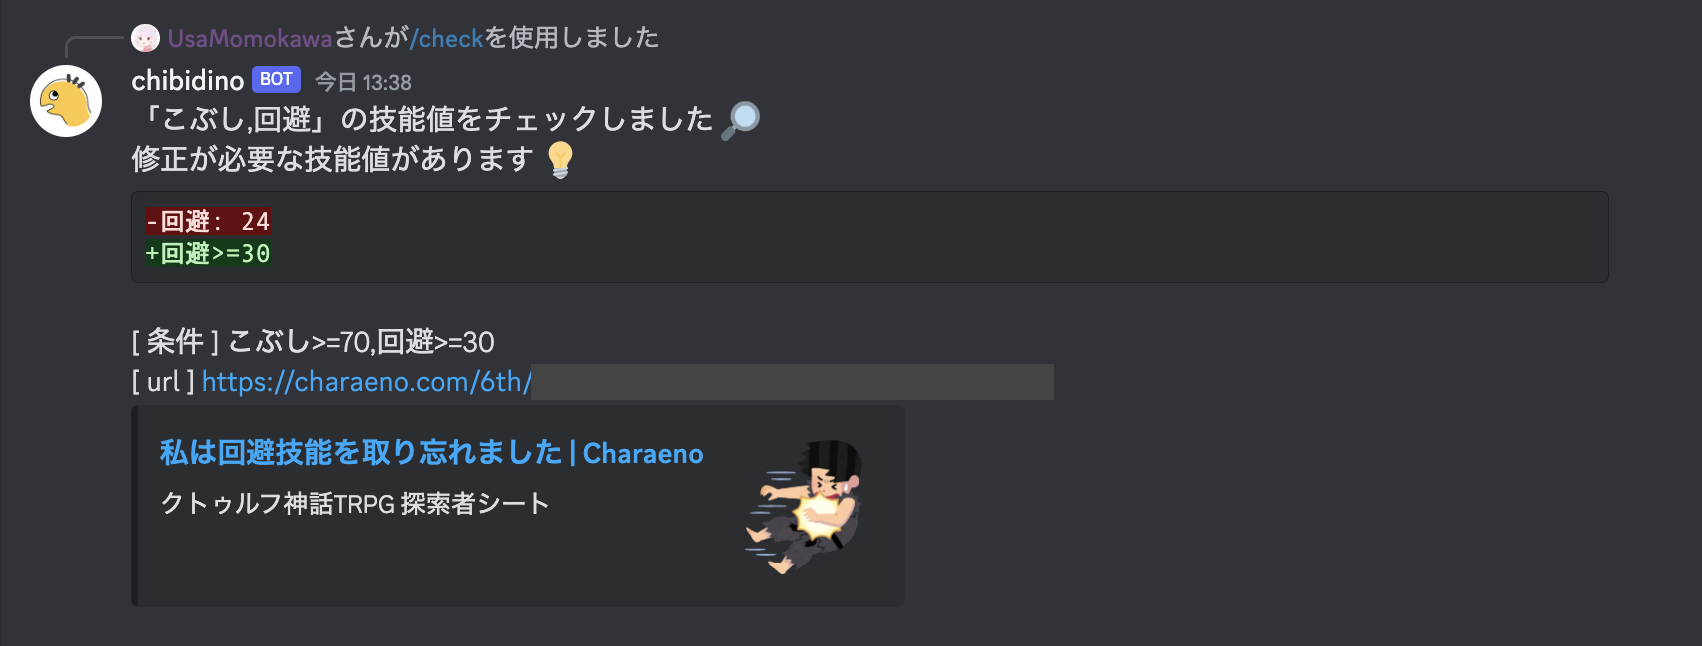 UsaMomokawaさんが/checkを使用しました
chibidino BOT 今日 13:38
「こぶし,回避」の技能値をチェックしました
修正が必要な技能値があります
-回避: 24
+回避>=30
[ 条件 ] こぶし>=70,回避>=30
[ url ] https://charaeno.com/6th/
私は回避技能を取り忘れました | Charaeno
クトゥルフ神話TRPG 探索者シート